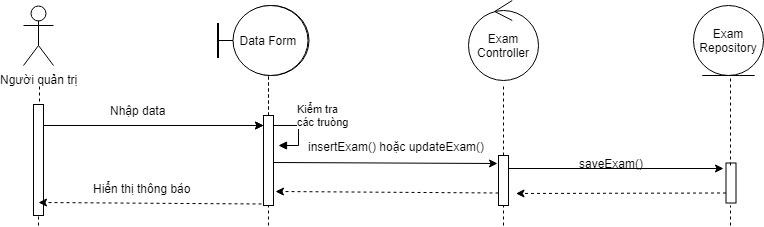 Người quản trị
Data Form
Exam
Controller
Exam
Repository
Nhập data
Kiểm tra
các truòng
insertExam() hoặc updateExam()
saveExam()
Hiển thị thông báo